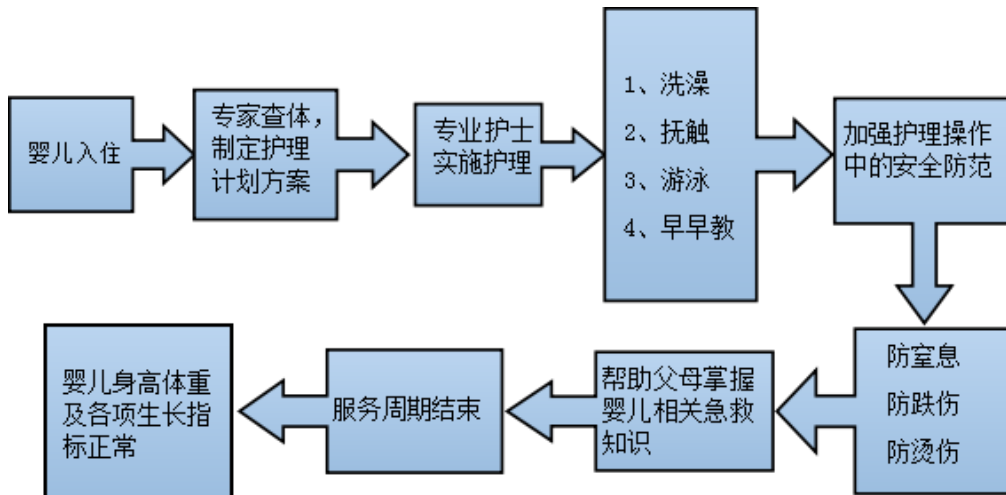 婴儿入住
专家查体，
制定护理
计划方案
专业护士
实施护理
1、洗澡
2、抚触
3、游泳
4、早早教
加强护理操作
中的安全防范
防窒息
防跌伤
防烫伤
帮助父母掌握
婴儿相关急救
知识
服务周期结束
婴儿身高体重
及各项生长指
标正常